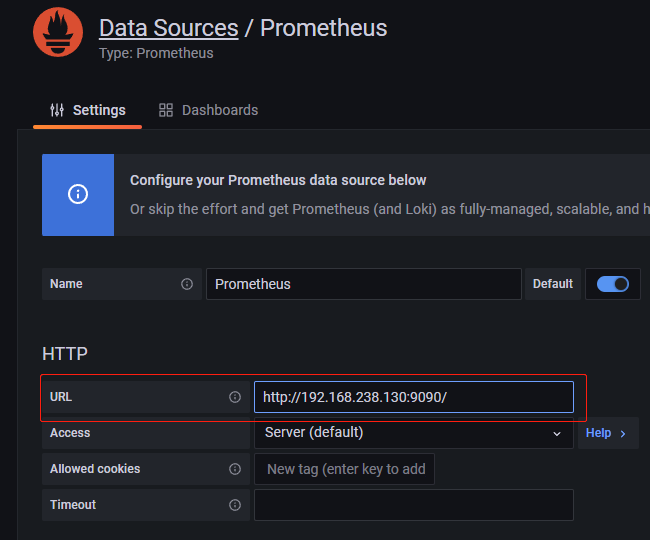 Data Sources / Prometheus
Type: Prometheus
Settings
Dashboards
Configure your Prometheus data source below
Or skip the effort and get Prometheus (and Loki) as fully-managed, scalable, and h
Name
Prometheus
Default
HTTP
URL
http://192.168.238.130:9090/
Access
Server (default)
Help
Allowed cookies
New tag (enter key to add
Timeout